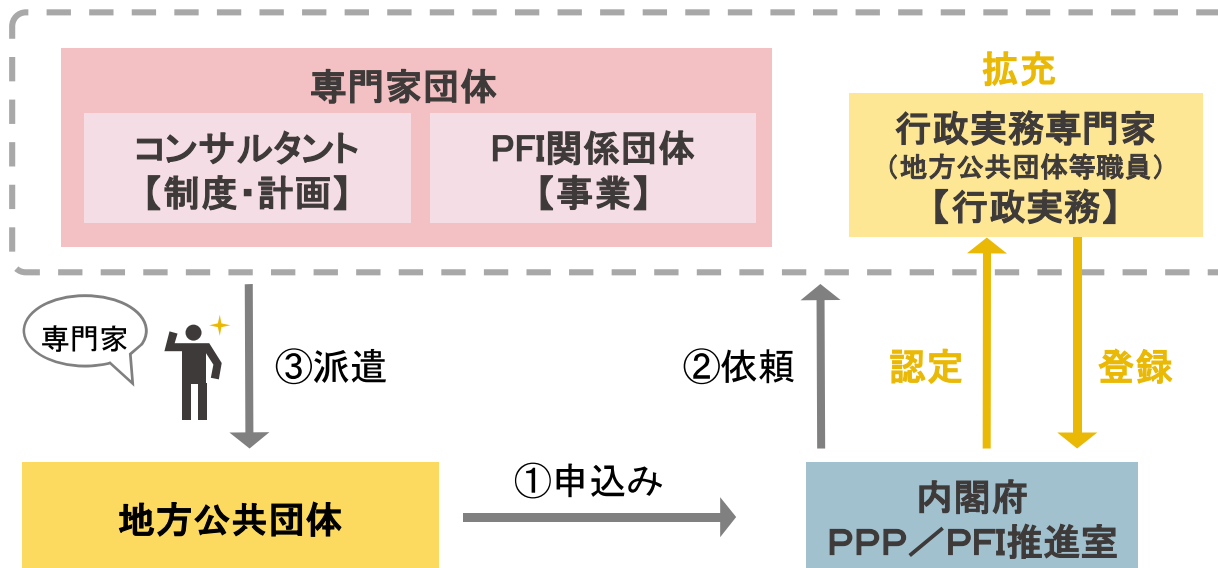 専門家団体
コンサルタント
【制度・計画】
PFI関係団体
【事業】
拡充
行政実務専門家
（地方公共団体等職員）
【行政実務】
専門家
③派遣
②依頼
認定
登録
地方公共団体
①申込み
内閣府
PPP／PFI推進室